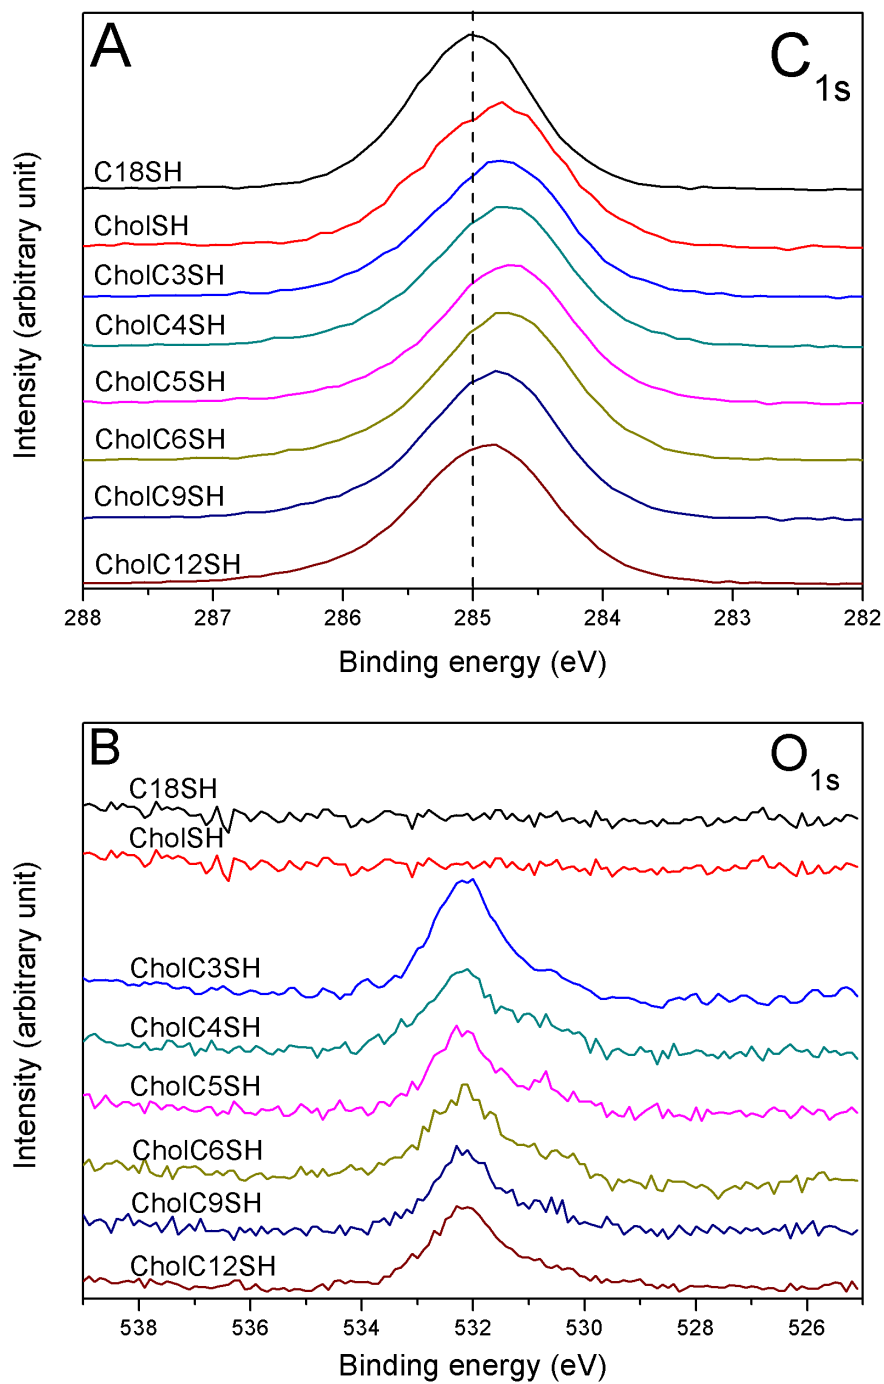 A
C1s
C18SH
CholSH
CholC3SH
CholC4SH
CholC5SH
CholC6SH
CholC9SH
CholC12SH
Intensity (arbitrary unit)
288 287 286 285 284 283 282
Binding energy (eV)
B
O1s
C18SH
CholSH
CholC3SH
CholC4SH
CholC5SH
CholC6SH
CholC9SH
CholC12SH
Intensity (arbitrary unit)
538 536 534 532 530 528 526
Binding energy (eV)